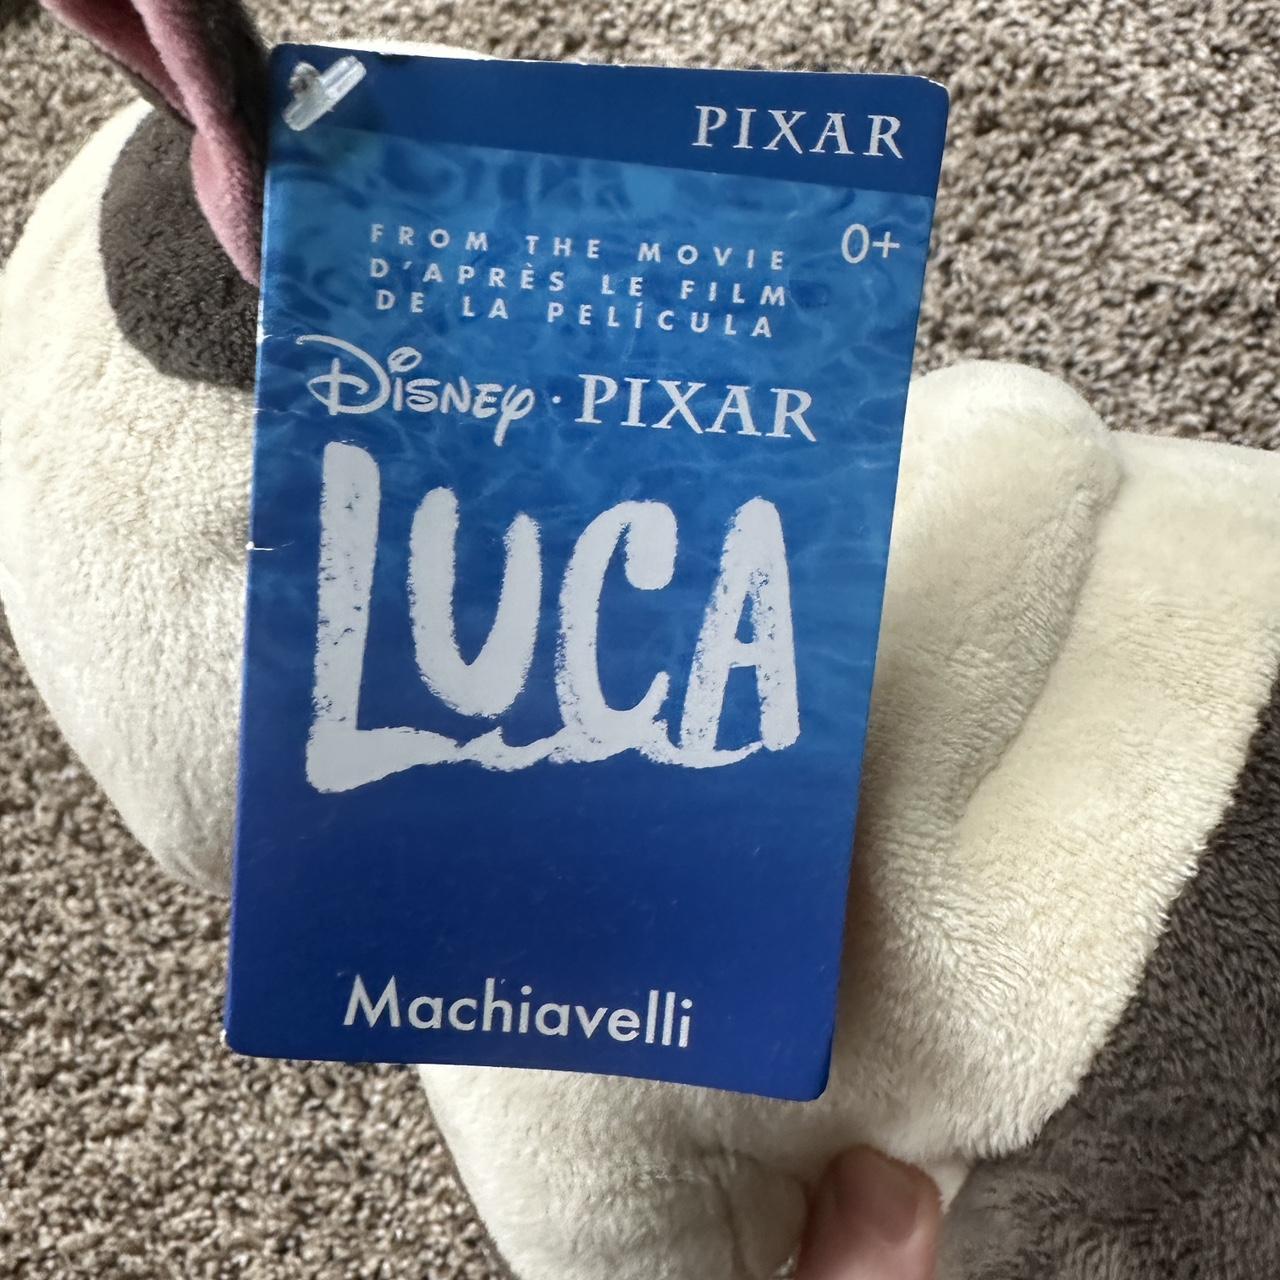 PIXAR
0+
FROM THE MOVIE
D'APRÈS LE FILM
DE LA PELÍCULA
DISNEY · PIXAR
LUCA
Machiavelli